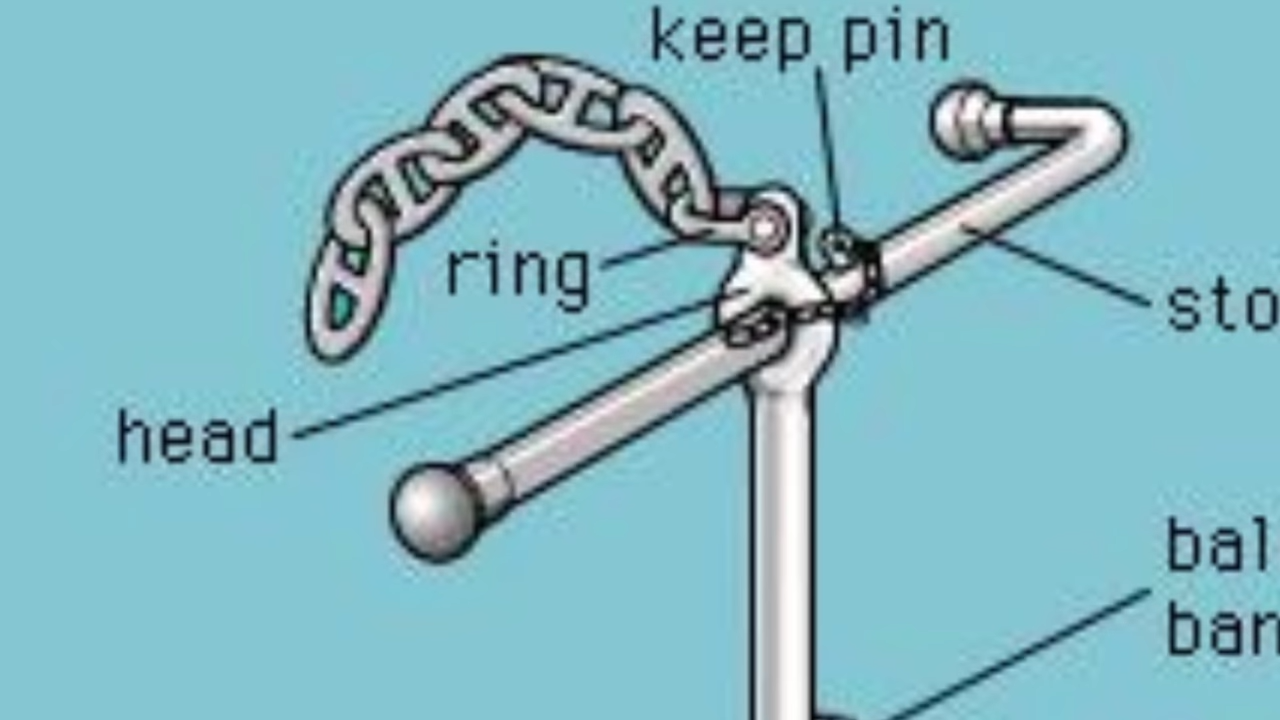 keep pin
ring
sto
head
bal
ban